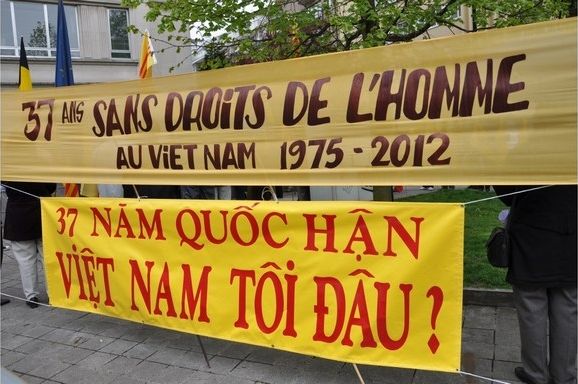 37 ANS SANS DROITS DE L'HOMME
AU VIET NAM 1975-2012
37 NĂM QUỐC HẬN
VIỆT NAM TÔI ĐÂU ?